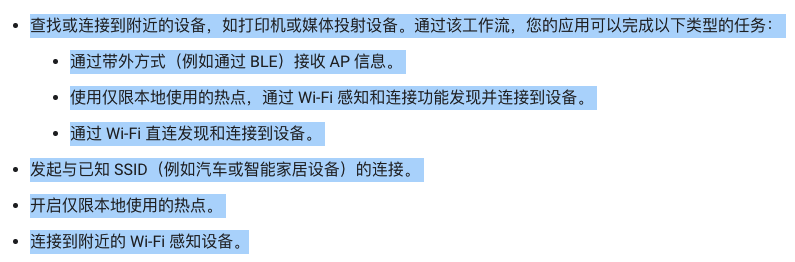 查找或连接到附近的设备，如打印机或媒体投射设备。通过该工作流，您的应用可以完成以下类型的任务：
通过带外方式（例如通过 BLE）接收 AP 信息。
使用仅限本地使用的热点，通过 Wi-Fi 感知和连接功能发现并连接到设备。
通过 Wi-Fi 直连发现和连接到设备。
发起与已知 SSID（例如汽车或智能家居设备）的连接。
开启仅限本地使用的热点。
连接到附近的 Wi-Fi 感知设备。